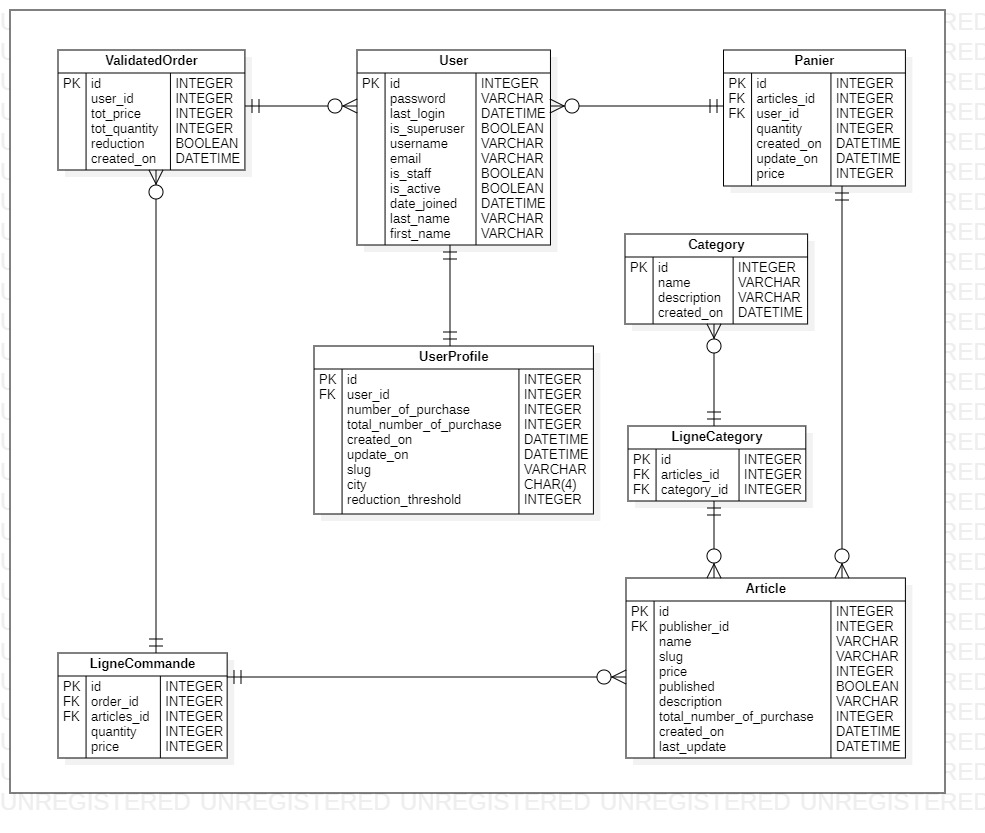 ValidatedOrder
PK id INTEGER
user_id INTEGER
tot_price INTEGER
tot_quantity INTEGER
reduction BOOLEAN
created_on DATETIME
User
PK id INTEGER
password VARCHAR
last_login DATETIME
is_superuser BOOLEAN
username VARCHAR
email VARCHAR
is_staff BOOLEAN
is_active BOOLEAN
date_joined DATETIME
last_name VARCHAR
first_name VARCHAR
Panier
PK id INTEGER
FK articles_id INTEGER
FK user_id INTEGER
quantity INTEGER
created_on DATETIME
update_on DATETIME
price INTEGER
Category
PK id INTEGER
name VARCHAR
description VARCHAR
created_on DATETIME
UserProfile
PK id INTEGER
FK user_id INTEGER
number_of_purchase INTEGER
total_number_of_purchase INTEGER
created_on DATETIME
update_on DATETIME
slug VARCHAR
city CHAR(4)
reduction_threshold INTEGER
LigneCategory
PK id INTEGER
FK articles_id INTEGER
FK category_id INTEGER
Article
PK id INTEGER
FK publisher_id INTEGER
name VARCHAR
slug VARCHAR
price INTEGER
published BOOLEAN
description VARCHAR
total_number_of_purchase INTEGER
created_on DATETIME
last_update DATETIME
LigneCommande
PK id INTEGER
FK order_id INTEGER
FK articles_id INTEGER
quantity INTEGER
price INTEGER
UNREGISTERED UNREGISTERED UNREGISTERED UNREGISTERED UNREGISTERED